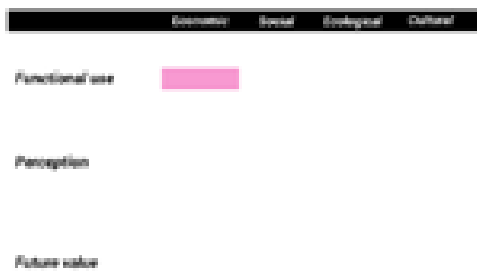 Economic Social Ecological Cultural
Functional use
Perception
Future value